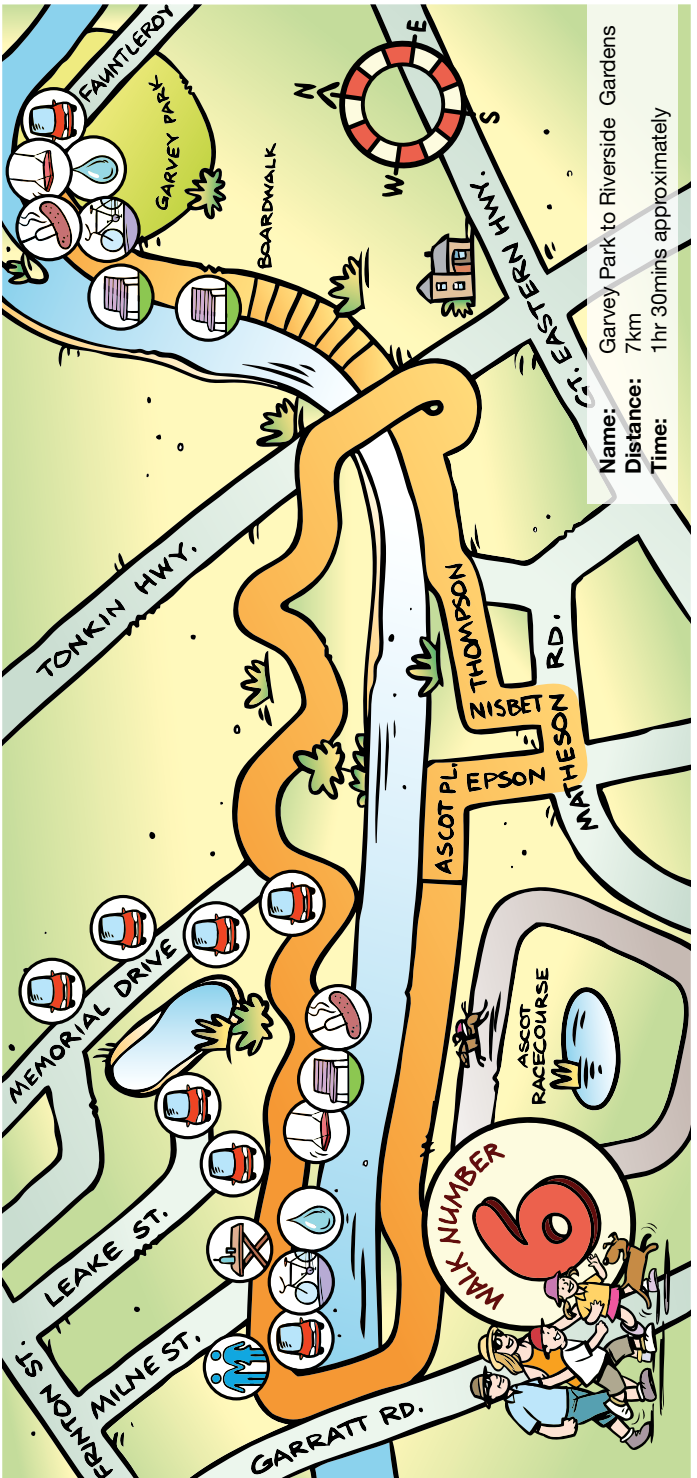 FAUNTLEROY
GARVEY PARK
BOARDWALK
N
E
S
W
GT. EASTERN HWY.
Name: Garvey Park to Riverside Gardens
Distance: 7km
Time: 1hr 30mins approximately
TONKIN HWY.
THOMPSON
NISBET
MATHESON RD.
EPSON
ASCOT PL.
MEMORIAL DRIVE
ASCOT
RACECOURSE
LEAKE ST.
MILNE ST.
FRINTON ST.
GARRATT RD.
WALK NUMBER
6